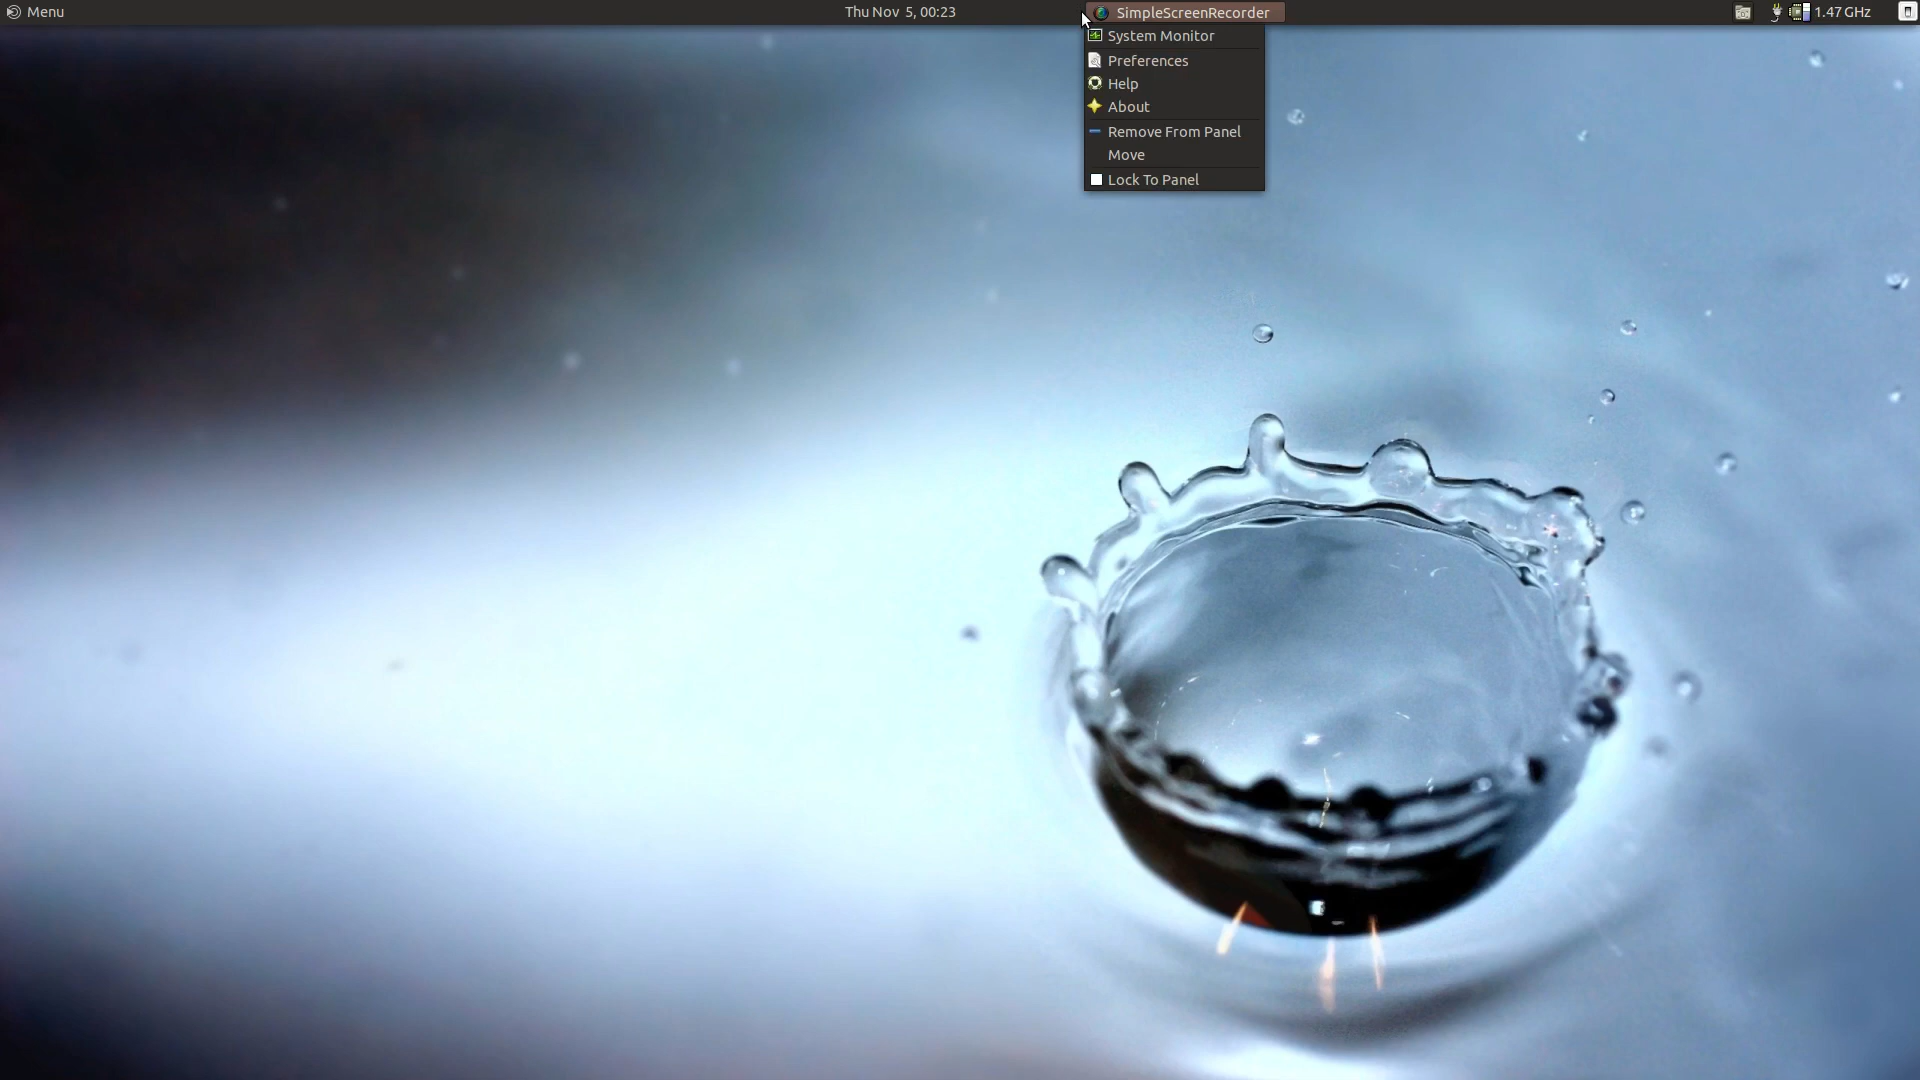 Menu
Thu Nov 5, 00:23
SimpleScreenRecorder
1.47 GHz
System Monitor
Preferences
Help
About
Remove From Panel
Move
Lock To Panel